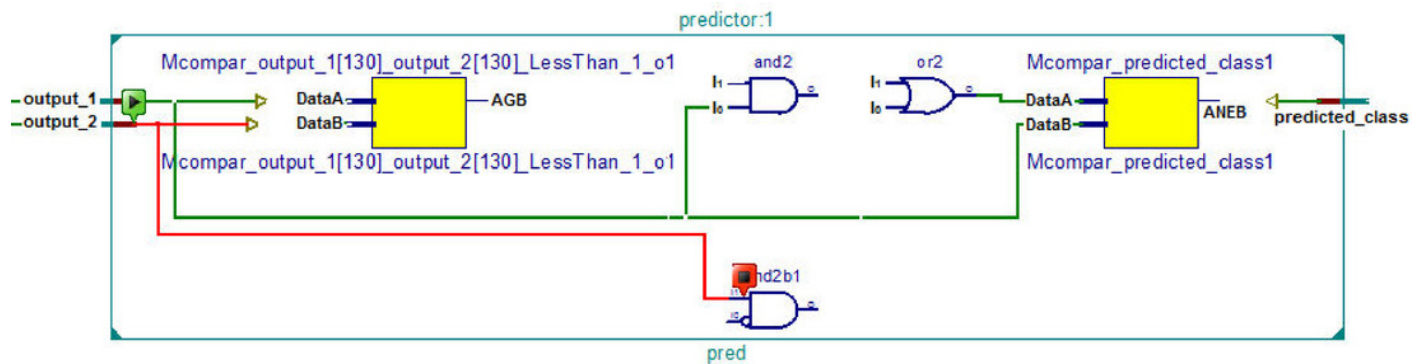 predictor:1
Mcompar_output_1[130]_output_2[130]_LessThan_1_o1
and2
or2
Mcompar_predicted_class1
output_1
output_2
DataA
DataB
AGB
I1
I0
o
I1
I0
o
DataA
DataB
ANEB
predicted_class
Mcompar_output_1[130]_output_2[130]_LessThan_1_o1
Mcompar_predicted_class1
nd2b1
I1
I0
o
pred